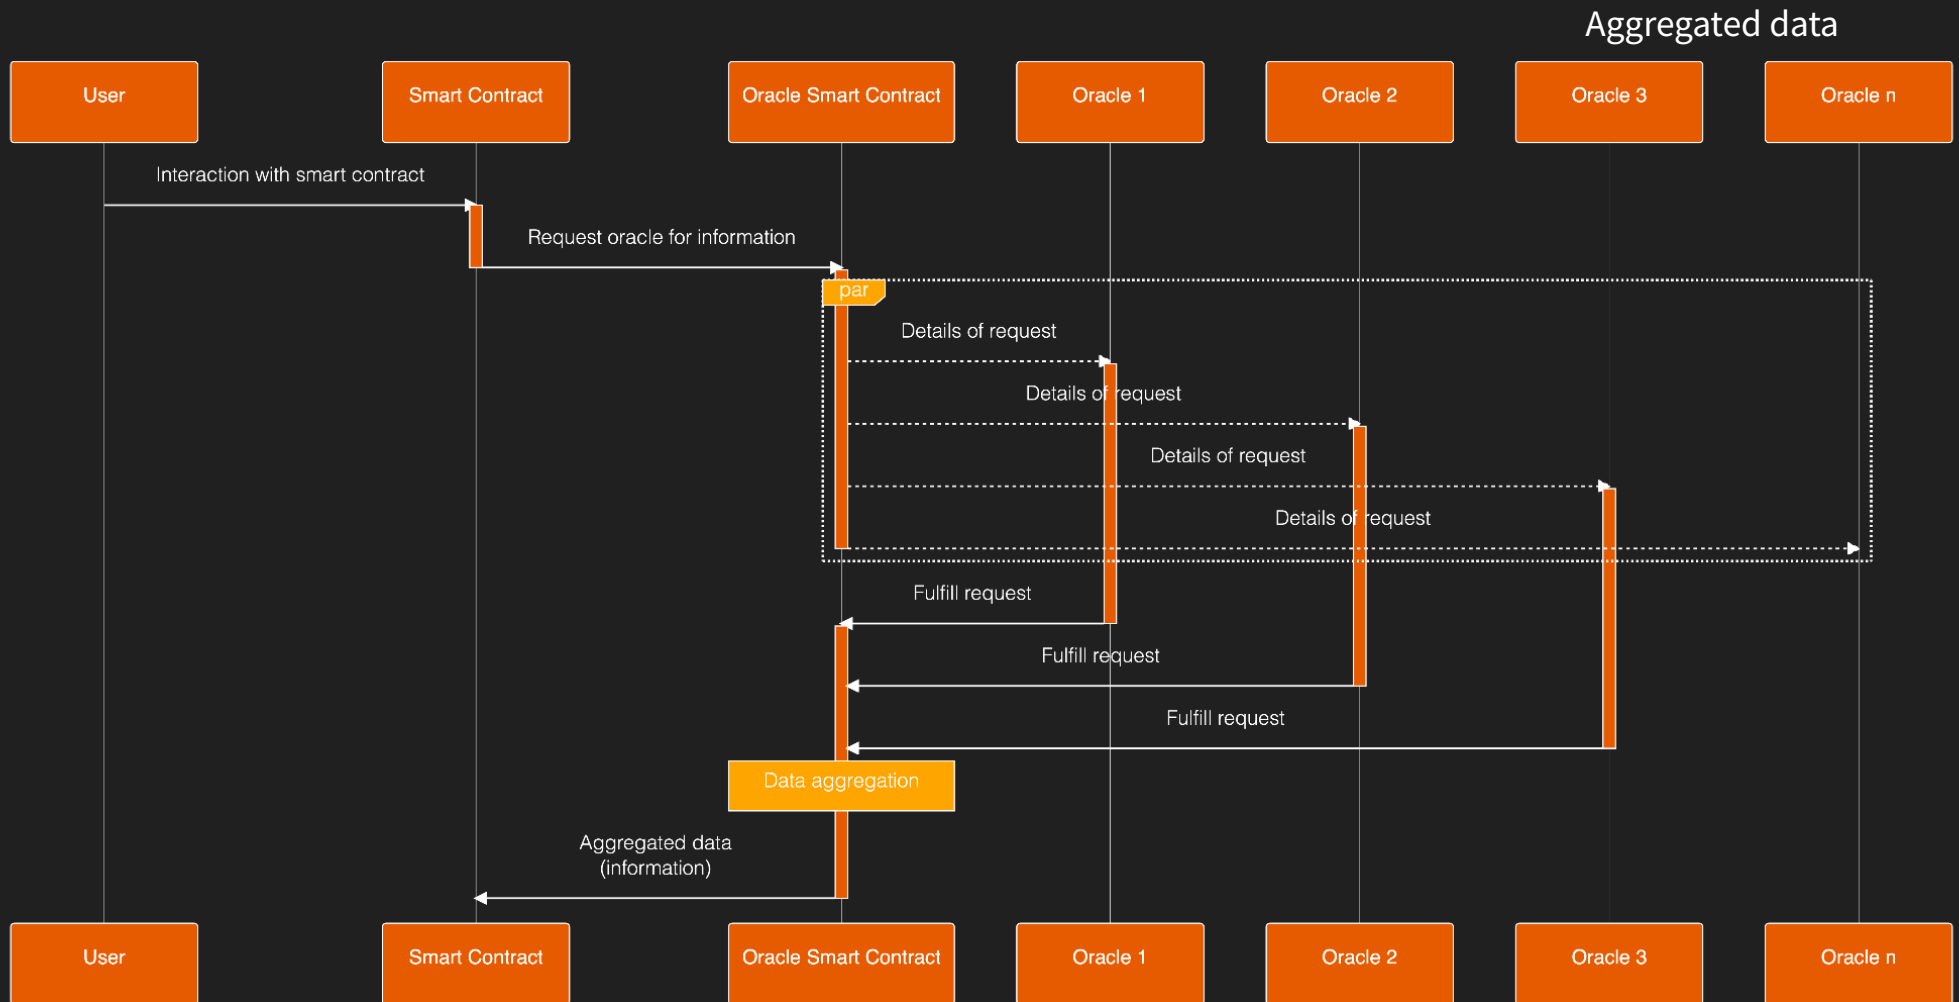 Aggregated data
User
Smart Contract
Oracle Smart Contract
Oracle 1
Oracle 2
Oracle 3
Oracle n
Interaction with smart contract
Request oracle for information
par
Details of request
Details of request
Details of request
Details of request
Fulfill request
Fulfill request
Fulfill request
Data aggregation
Aggregated data
(information)
User
Smart Contract
Oracle Smart Contract
Oracle 1
Oracle 2
Oracle 3
Oracle n